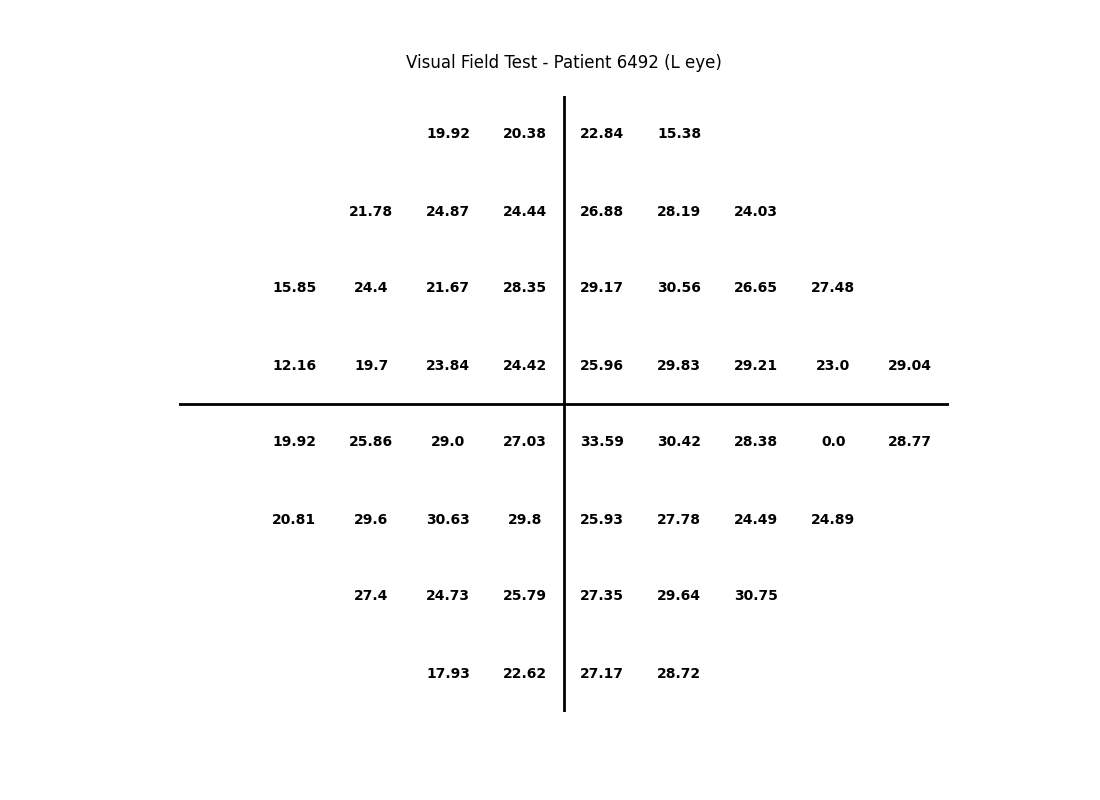 Visual Field Test - Patient 6492 (L eye)
19.92 20.38 22.84 15.38
21.78 24.87 24.44 26.88 28.19 24.03
15.85 24.4 21.67 28.35 29.17 30.56 26.65 27.48
12.16 19.7 23.84 24.42 25.96 29.83 29.21 23.0 29.04
19.92 25.86 29.0 27.03 33.59 30.42 28.38 0.0 28.77
20.81 29.6 30.63 29.8 25.93 27.78 24.49 24.89
27.4 24.73 25.79 27.35 29.64 30.75
17.93 22.62 27.17 28.72